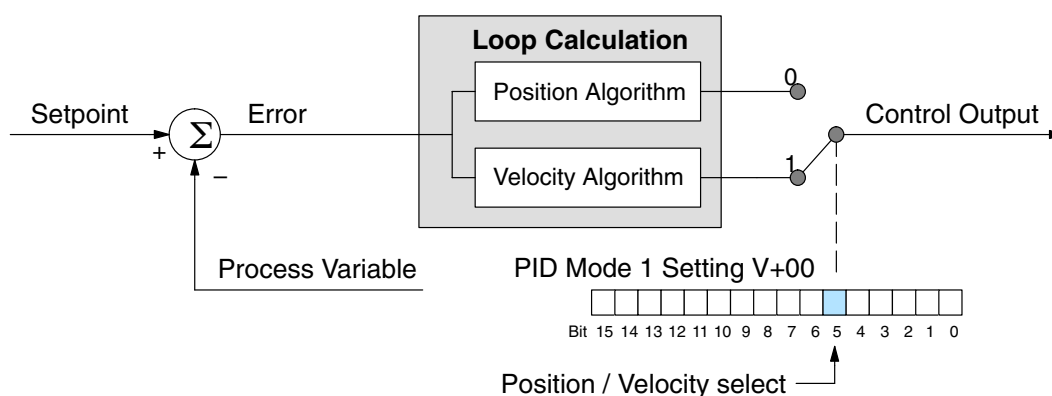 Loop Calculation
Position Algorithm
0
Setpoint
Error
Control Output
Σ
+
−
Velocity Algorithm
1
Process Variable
PID Mode 1 Setting V+00
Bit 15 14 13 12 11 10 9 8 7 6 5 4 3 2 1 0
Position / Velocity select